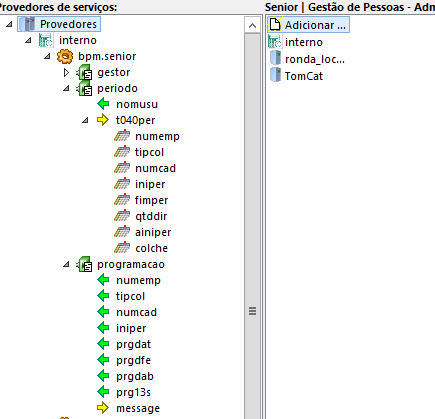 Provedores de serviços:
Provedores
interno
bpm.senior
gestor
periodo
nomusu
t040per
numemp
tipcol
numcad
iniper
fimper
qtddir
ainiper
colche
programacao
numemp
tipcol
numcad
iniper
prgdat
prgdfe
prgdab
prg13s
message
Senior | Gestão de Pessoas - Adm
Adicionar ...
interno
ronda_loc...
TomCat